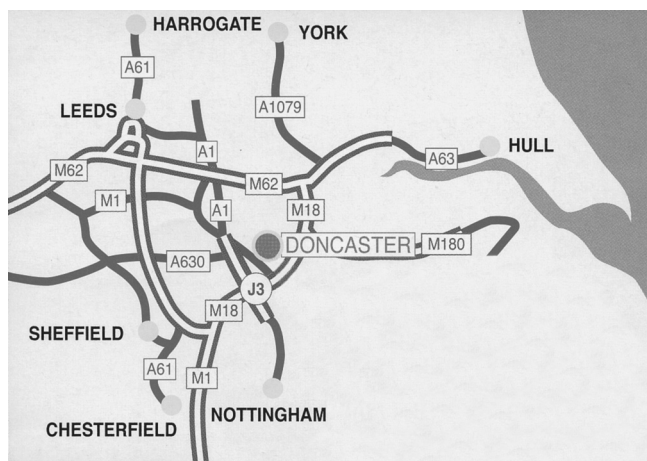 HARROGATE
YORK
A61
LEEDS
A1079
A1
HULL
A63
M62
M62
M1
A1
M18
DONCASTER
M180
A630
J3
M18
SHEFFIELD
A61
M1
NOTTINGHAM
CHESTERFIELD